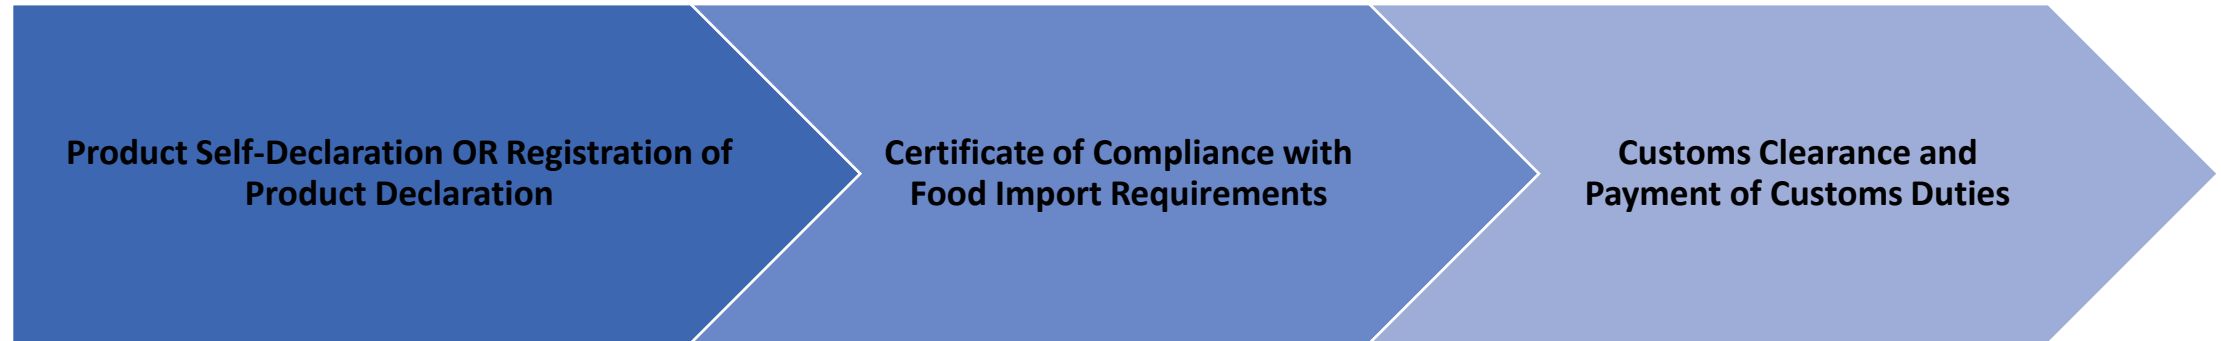 Product Self-Declaration OR Registration of
Product Declaration
Certificate of Compliance with
Food Import Requirements
Customs Clearance and
Payment of Customs Duties